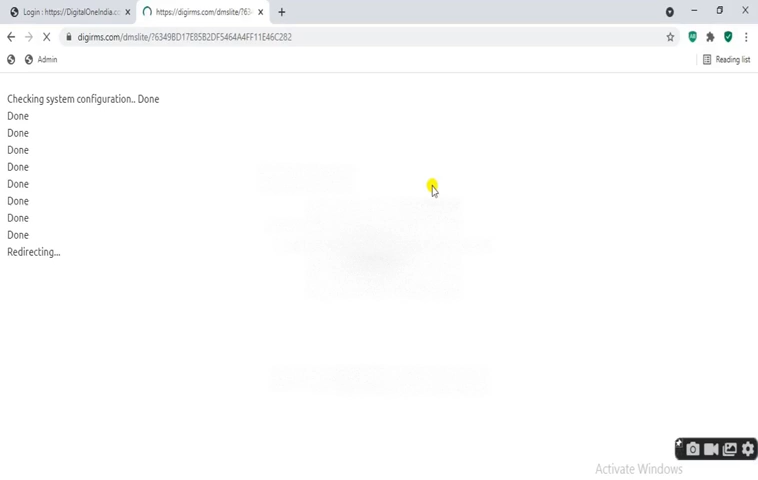 Login : https://DigitalOneIndia.co
https://digirms.com/dmslite/?63
digirms.com/dmslite/?6349BD17E85B2DF5464A4FF11E46C282
Admin
Reading list
Checking system configuration.. Done
Done
Done
Done
Done
Done
Done
Done
Done
Redirecting...
Activate Windows